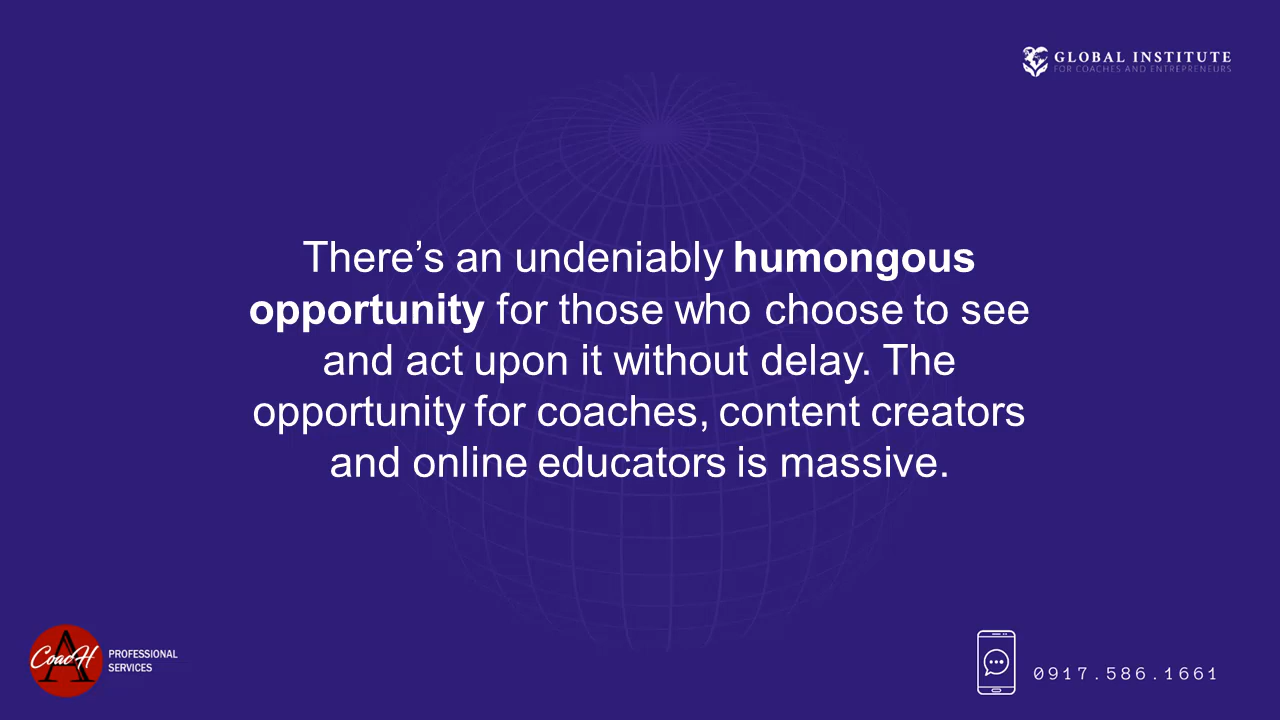 GLOBAL INSTITUTE
FOR COACHES AND ENTREPRENEURS
There’s an undeniably humongous
opportunity for those who choose to see
and act upon it without delay. The
opportunity for coaches, content creators
and online educators is massive.
A
CoacH
PROFESSIONAL
SERVICES
0917.586.1661